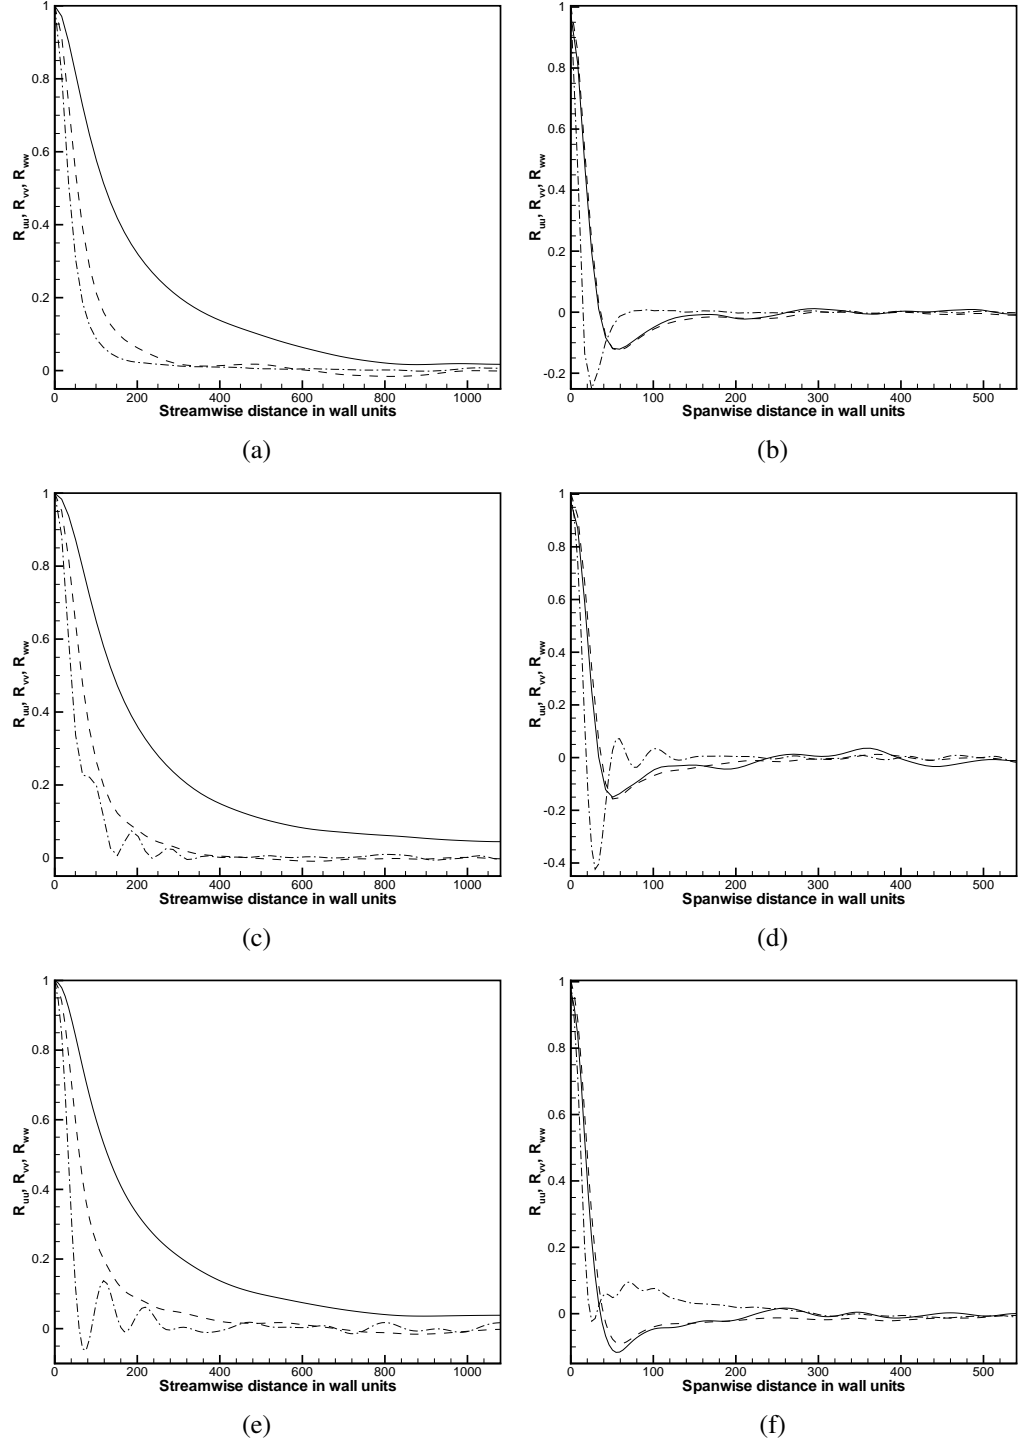 1
0.8
0.6
0.4
0.2
0
R_uu, R_vv, R_ww
0 200 400 600 800 1000
Streamwise distance in wall units
(a)
1
0.8
0.6
0.4
0.2
0
-0.2
R_uu, R_vv, R_ww
0 100 200 300 400 500
Spanwise distance in wall units
(b)
1
0.8
0.6
0.4
0.2
0
R_uu, R_vv, R_ww
0 200 400 600 800 1000
Streamwise distance in wall units
(c)
1
0.8
0.6
0.4
0.2
0
-0.2
-0.4
R_uu, R_vv, R_ww
0 100 200 300 400 500
Spanwise distance in wall units
(d)
1
0.8
0.6
0.4
0.2
0
R_uu, R_vv, R_ww
0 200 400 600 800 1000
Streamwise distance in wall units
(e)
1
0.8
0.6
0.4
0.2
0
R_uu, R_vv, R_ww
0 100 200 300 400 500
Spanwise distance in wall units
(f)